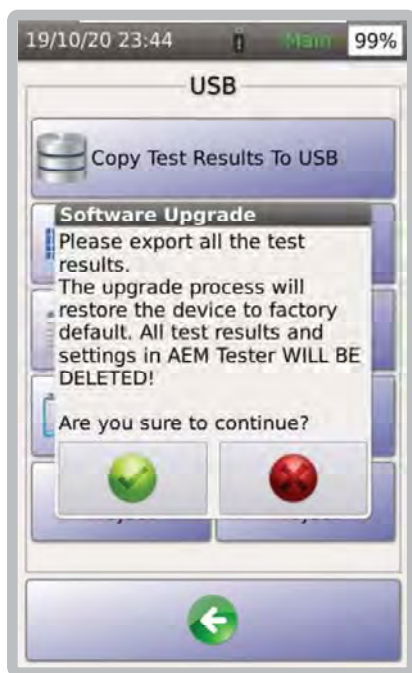 19/10/20 23:44 Main 99%
USB
Copy Test Results To USB
Software Upgrade
Please export all the test
results.
The upgrade process will
restore the device to factory
default. All test results and
settings in AEM Tester WILL BE
DELETED!
Are you sure to continue?